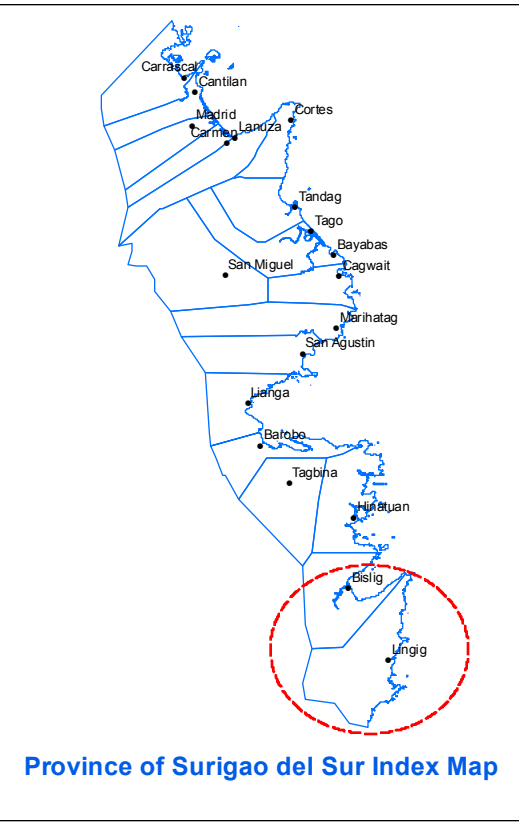 Carrascal
Cantilan
Madrid
Cortes
Carmen
Lanuza
Tandag
Tago
Bayabas
San Miguel
Cagwait
Marihatag
San Agustin
Lianga
Barobo
Tagbina
Hinatuan
Bislig
Lingig
Province of Surigao del Sur Index Map